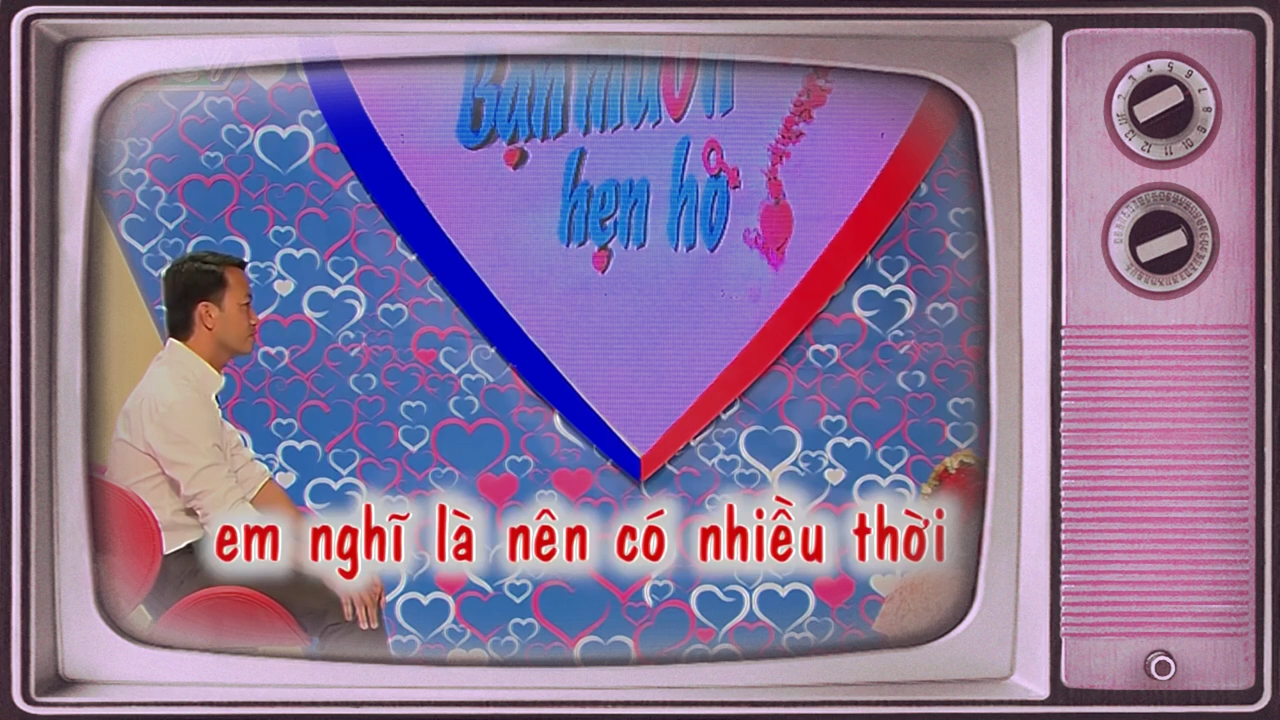 Bạn muốn
hẹn hò
em nghĩ là nên có nhiều thời